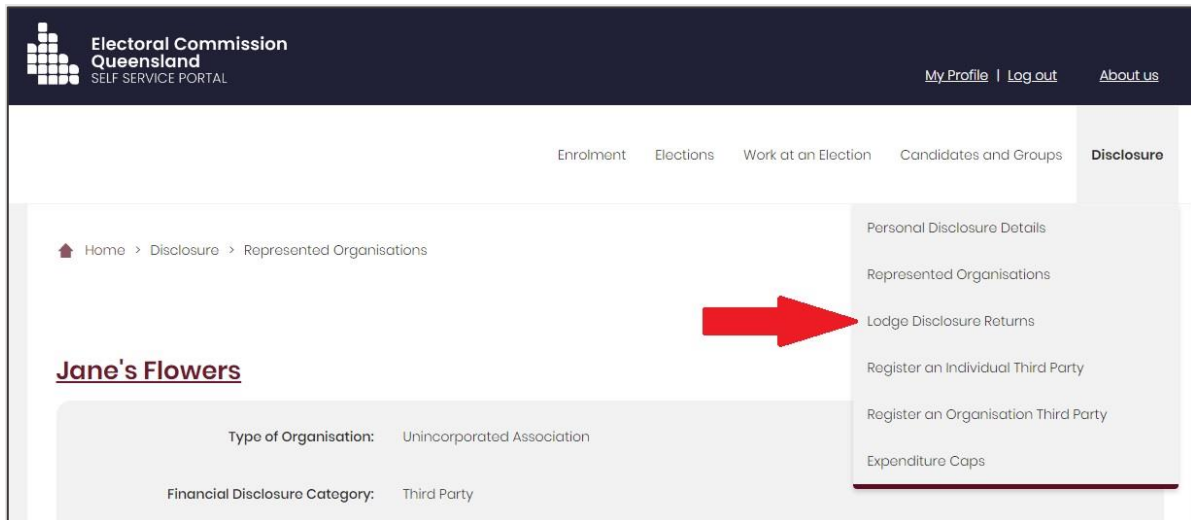 Electoral Commission
Queensland
SELF SERVICE PORTAL
My Profile | Log out About us
Enrolment Elections Work at an Election Candidates and Groups Disclosure
Home > Disclosure > Represented Organisations
Personal Disclosure Details
Represented Organisations
Lodge Disclosure Returns
Register an Individual Third Party
Register an Organisation Third Party
Expenditure Caps
Jane's Flowers
Type of Organisation: Unincorporated Association
Financial Disclosure Category: Third Party